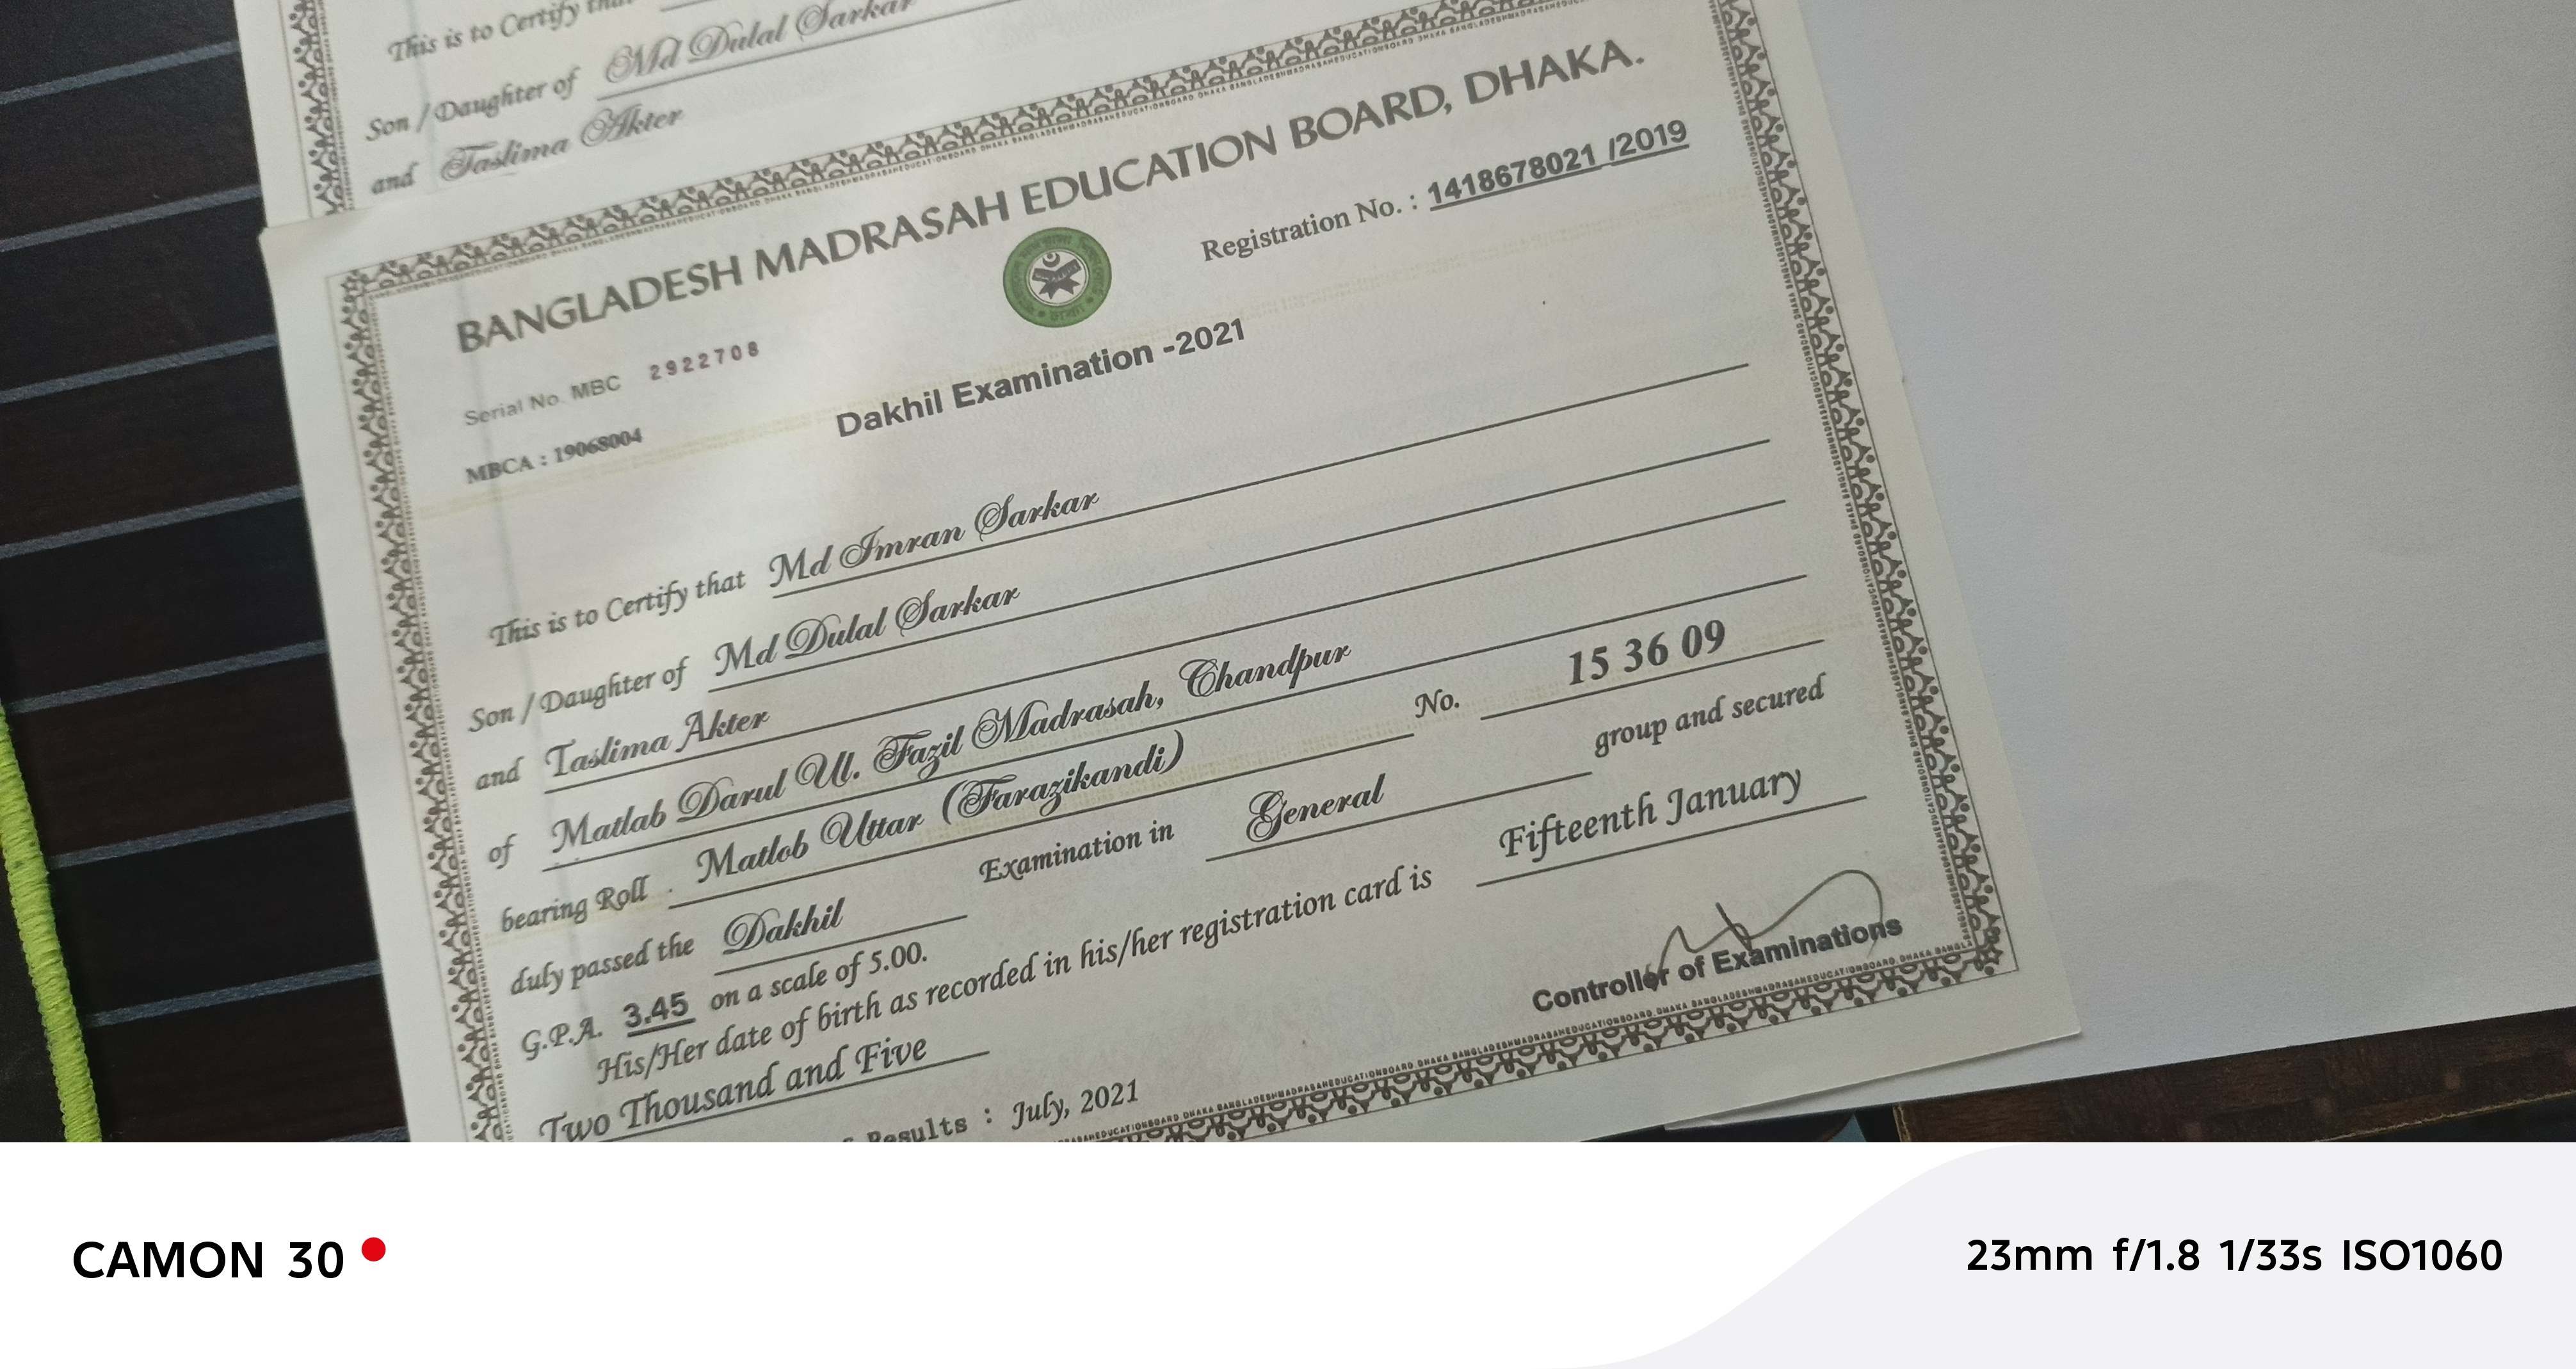 This is to Certify that
Son / Daughter of Md Dulal Sarkar
and Taslima Akter
BANGLADESH MADRASAH EDUCATION BOARD, DHAKA.
Registration No. : 1418678021 /2019
Serial No. MBC 2922708
MBCA : 19068004
Dakhil Examination -2021
This is to Certify that Md Imran Sarkar
Son / Daughter of Md Dulal Sarkar
and Taslima Akter
of Matlab Darul Ul. Fazil Madrasah, Chandpur
bearing Roll Matlob Uttar (Farazikandi) No. 15 36 09
duly passed the Dakhil Examination in General group and secured
G.P.A. 3.45 on a scale of 5.00.
His/Her date of birth as recorded in his/her registration card is Fifteenth January
Two Thousand and Five
Controller of Examinations
Results : July, 2021
CAMON 30
23mm f/1.8 1/33s ISO1060